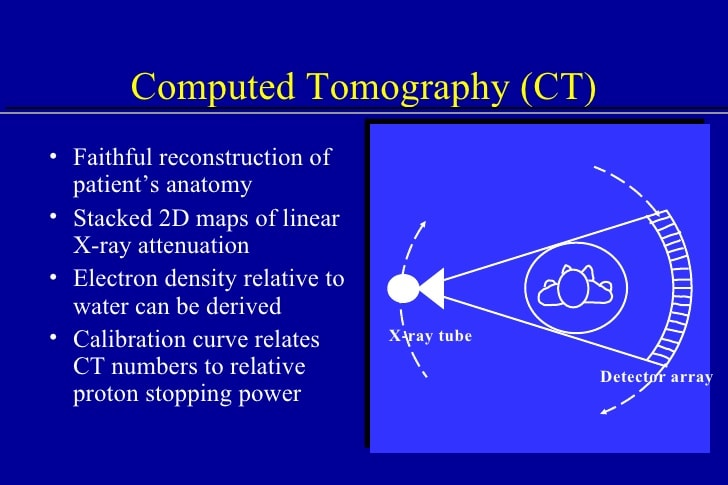 Computed Tomography (CT)
• Faithful reconstruction of
patient’s anatomy
• Stacked 2D maps of linear
X-ray attenuation
• Electron density relative to
water can be derived
• Calibration curve relates
CT numbers to relative
proton stopping power
X-ray tube
Detector array